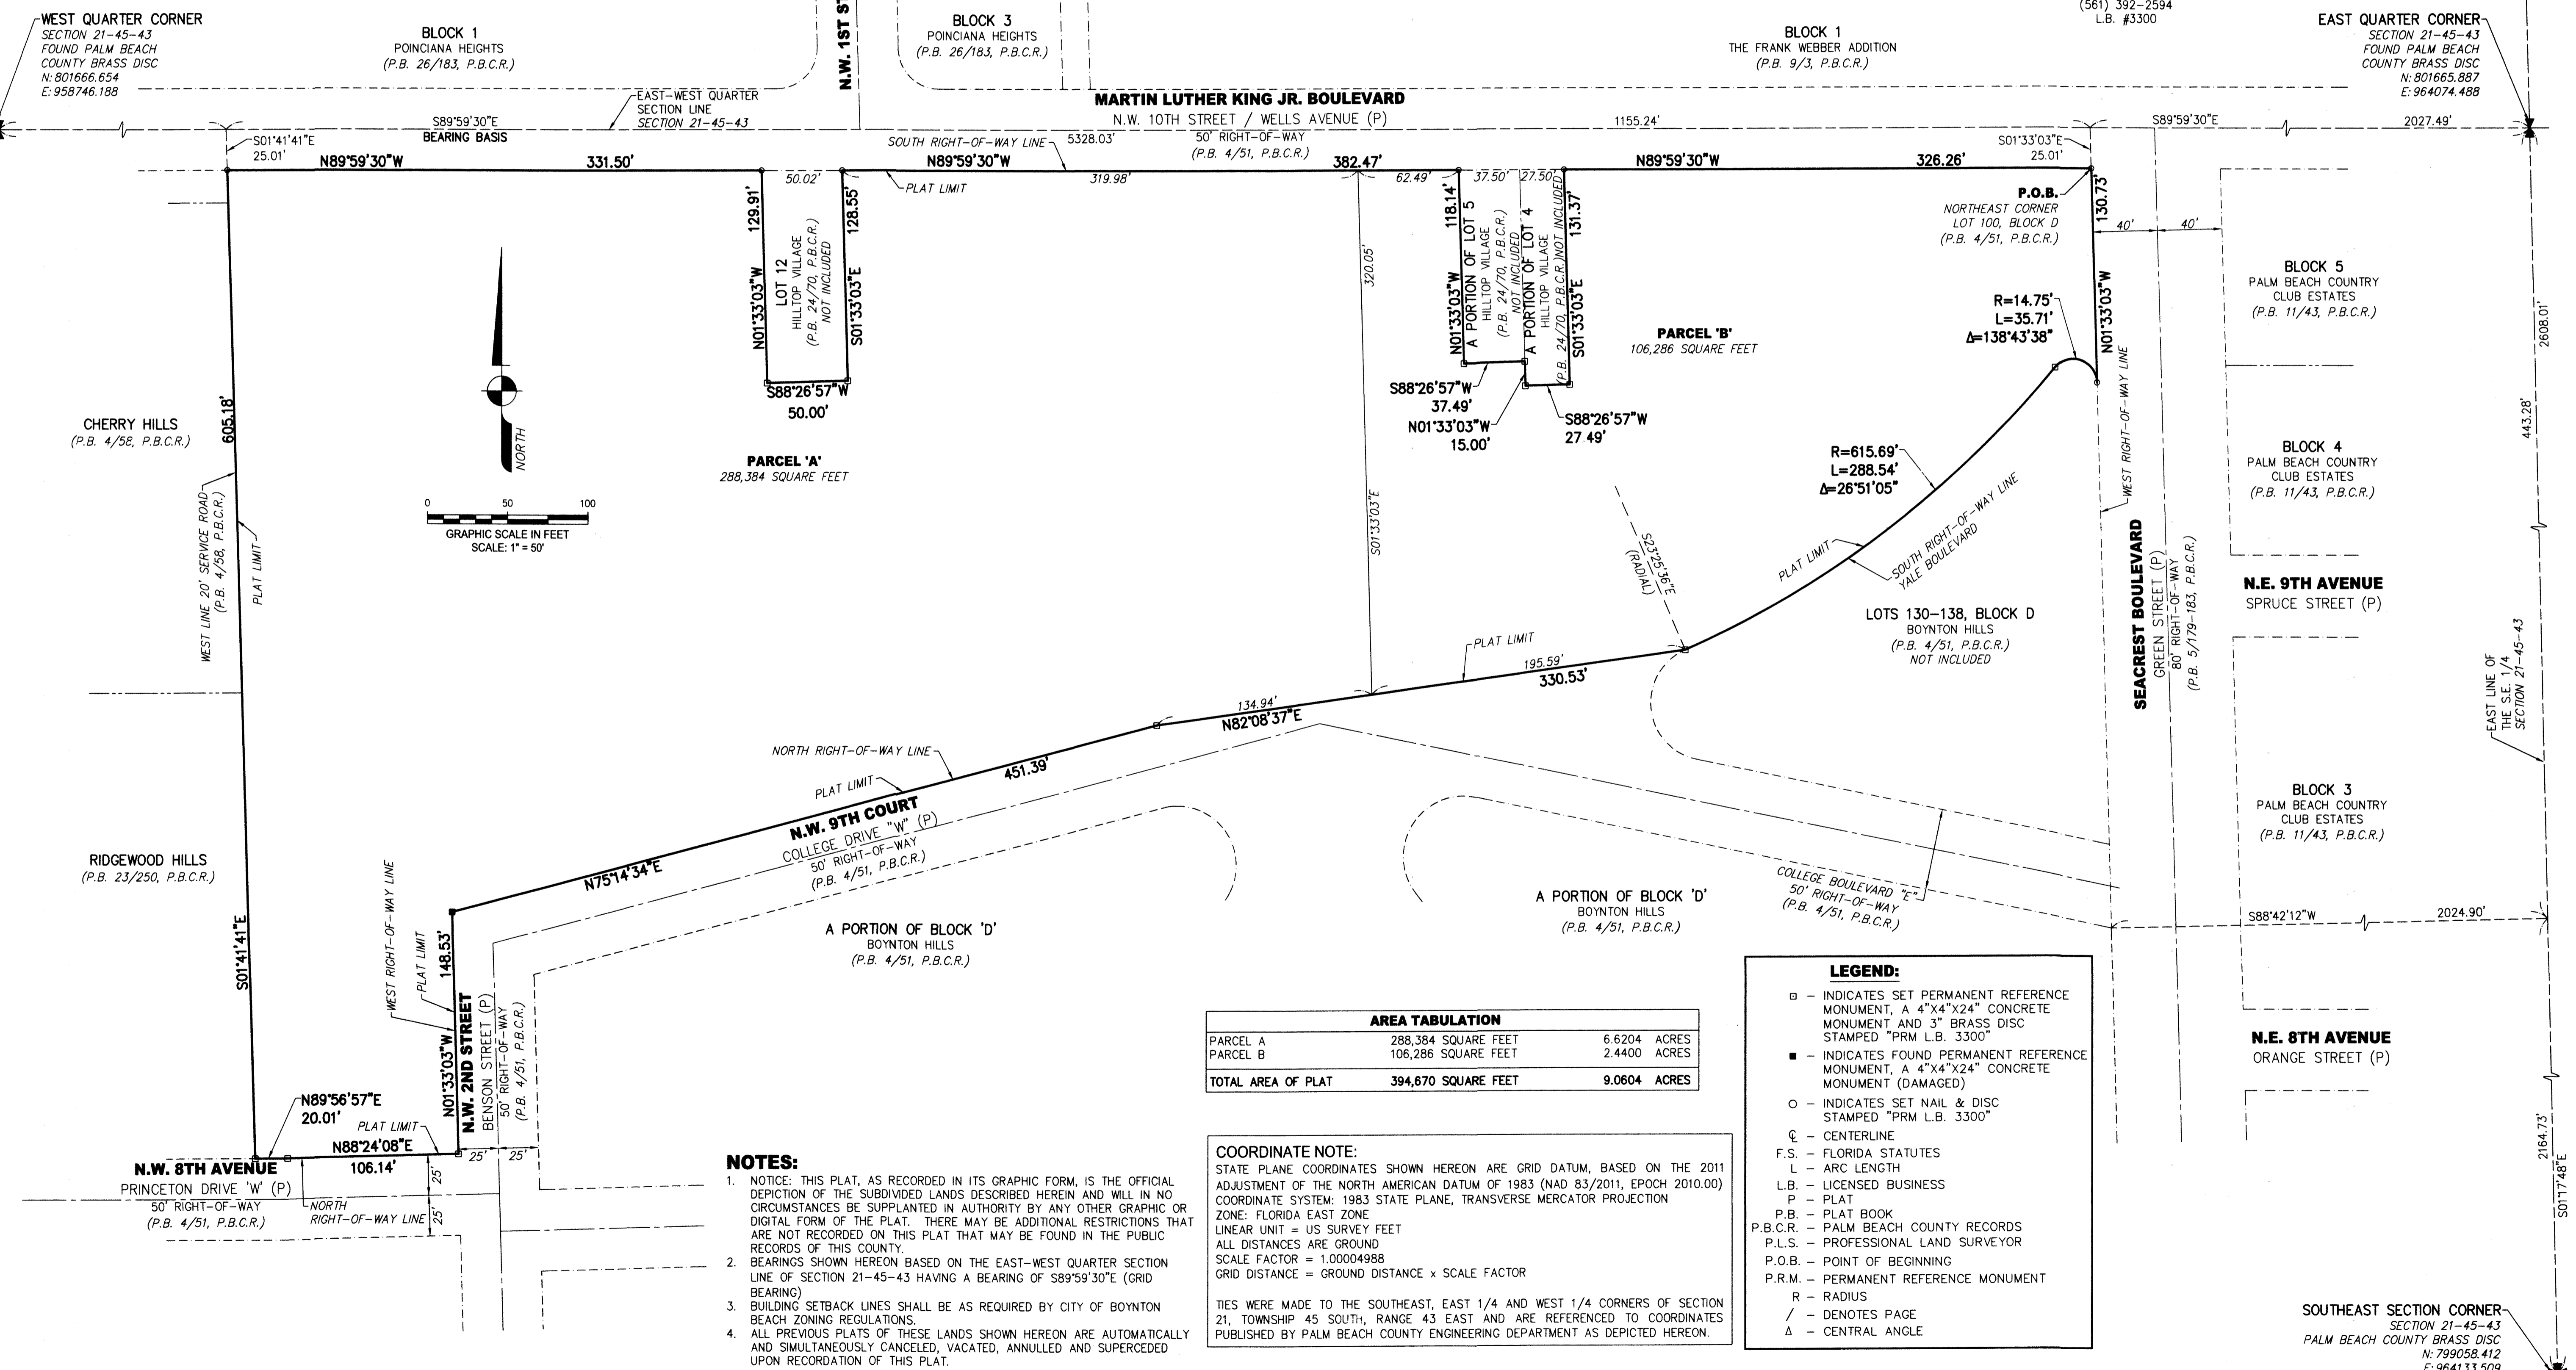 (561) 392-2594
L.B. #3300
WEST QUARTER CORNER
SECTION 21-45-43
FOUND PALM BEACH
COUNTY BRASS DISC
N: 801666.654
E: 958746.188
BLOCK 1
POINCIANA HEIGHTS
(P.B. 26/183, P.B.C.R.)
N.W. 1ST ST
BLOCK 3
POINCIANA HEIGHTS
(P.B. 26/183, P.B.C.R.)
BLOCK 1
THE FRANK WEBBER ADDITION
(P.B. 9/3, P.B.C.R.)
EAST QUARTER CORNER
SECTION 21-45-43
FOUND PALM BEACH
COUNTY BRASS DISC
N: 801665.887
E: 964074.488
EAST-WEST QUARTER
SECTION LINE
SECTION 21-45-43
MARTIN LUTHER KING JR. BOULEVARD
N.W. 10TH STREET / WELLS AVENUE (P)
50' RIGHT-OF-WAY
(P.B. 4/51, P.B.C.R.)
S89°59'30"E
BEARING BASIS
5328.03'
1155.24'
S89°59'30"E
2027.49'
S01°41'41"E
25.01'
SOUTH RIGHT-OF-WAY LINE
S01°33'03"E
25.01'
N89°59'30"W 331.50'
50.02'
N89°59'30"W 382.47'
PLAT LIMIT
319.98'
62.49'
37.50'
27.50'
N89°59'30"W 326.26'
P.O.B.
NORTHEAST CORNER
LOT 100, BLOCK D
(P.B. 4/51, P.B.C.R.)
130.73'
N01°33'03"W
40'
40'
129.91'
N01°33'03"W
LOT 12
HILLTOP VILLAGE
(P.B. 24/70, P.B.C.R.)
NOT INCLUDED
128.55'
S01°33'03"E
S88°26'57"W
50.00'
320.05'
S01°33'03"E
118.14'
N01°33'03"W
A PORTION OF LOT 5
HILLTOP VILLAGE
(P.B. 24/70, P.B.C.R.)
NOT INCLUDED
A PORTION OF LOT 4
HILLTOP VILLAGE
(P.B. 24/70, P.B.C.R.)NOT INCLUDED
131.37'
S01°33'03"E
S88°26'57"W
37.49'
N01°33'03"W
15.00'
S88°26'57"W
27.49'
PARCEL 'B'
106,286 SQUARE FEET
R=14.75'
L=35.71'
Δ=138°43'38"
WEST RIGHT-OF-WAY LINE
BLOCK 5
PALM BEACH COUNTRY
CLUB ESTATES
(P.B. 11/43, P.B.C.R.)
2608.01'
443.28'
NORTH
PARCEL 'A'
288,384 SQUARE FEET
0 50 100
GRAPHIC SCALE IN FEET
SCALE: 1" = 50'
CHERRY HILLS
(P.B. 4/58, P.B.C.R.)
605.18'
WEST LINE 20' SERVICE ROAD
(P.B. 4/58, P.B.C.R.)
PLAT LIMIT
R=615.69'
L=288.54'
Δ=26°51'05"
S23°25'36"E
(RADIAL)
PLAT LIMIT
SOUTH RIGHT-OF-WAY LINE
YALE BOULEVARD
BLOCK 4
PALM BEACH COUNTRY
CLUB ESTATES
(P.B. 11/43, P.B.C.R.)
N.E. 9TH AVENUE
SPRUCE STREET (P)
SEACREST BOULEVARD
GREEN STREET (P)
80' RIGHT-OF-WAY
(P.B. 5/179-183, P.B.C.R.)
LOTS 130-138, BLOCK D
BOYNTON HILLS
(P.B. 4/51, P.B.C.R.)
NOT INCLUDED
EAST LINE OF
THE S.E. 1/4
SECTION 21-45-43
PLAT LIMIT
195.59'
330.53'
134.94'
N82°08'37"E
NORTH RIGHT-OF-WAY LINE
PLAT LIMIT
451.39'
N.W. 9TH COURT
COLLEGE DRIVE "W" (P)
50' RIGHT-OF-WAY
(P.B. 4/51, P.B.C.R.)
N75°14'34"E
BLOCK 3
PALM BEACH COUNTRY
CLUB ESTATES
(P.B. 11/43, P.B.C.R.)
RIDGEWOOD HILLS
(P.B. 23/250, P.B.C.R.)
S01°41'41"E
WEST RIGHT-OF-WAY LINE
PLAT LIMIT
148.53'
N01°33'03"W
N.W. 2ND STREET
BENSON STREET (P)
50' RIGHT-OF-WAY
(P.B. 4/51, P.B.C.R.)
A PORTION OF BLOCK 'D'
BOYNTON HILLS
(P.B. 4/51, P.B.C.R.)
A PORTION OF BLOCK 'D'
BOYNTON HILLS
(P.B. 4/51, P.B.C.R.)
COLLEGE BOULEVARD "E"
50' RIGHT-OF-WAY
(P.B. 4/51, P.B.C.R.)
S88°42'12"W
2024.90'
N.E. 8TH AVENUE
ORANGE STREET (P)
2164.73'
S01°17'48"E
N89°56'57"E
20.01'
PLAT LIMIT
N88°24'08"E
106.14'
25' 25'
25'
25'
N.W. 8TH AVENUE
PRINCETON DRIVE 'W' (P)
50' RIGHT-OF-WAY
(P.B. 4/51, P.B.C.R.)
NORTH
RIGHT-OF-WAY LINE
AREA TABULATION
PARCEL A 288,384 SQUARE FEET 6.6204 ACRES
PARCEL B 106,286 SQUARE FEET 2.4400 ACRES
TOTAL AREA OF PLAT 394,670 SQUARE FEET 9.0604 ACRES
NOTES:
1. NOTICE: THIS PLAT, AS RECORDED IN ITS GRAPHIC FORM, IS THE OFFICIAL
DEPICTION OF THE SUBDIVIDED LANDS DESCRIBED HEREIN AND WILL IN NO
CIRCUMSTANCES BE SUPPLANTED IN AUTHORITY BY ANY OTHER GRAPHIC OR
DIGITAL FORM OF THE PLAT. THERE MAY BE ADDITIONAL RESTRICTIONS THAT
ARE NOT RECORDED ON THIS PLAT THAT MAY BE FOUND IN THE PUBLIC
RECORDS OF THIS COUNTY.
2. BEARINGS SHOWN HEREON BASED ON THE EAST-WEST QUARTER SECTION
LINE OF SECTION 21-45-43 HAVING A BEARING OF S89°59'30"E (GRID
BEARING)
3. BUILDING SETBACK LINES SHALL BE AS REQUIRED BY CITY OF BOYNTON
BEACH ZONING REGULATIONS.
4. ALL PREVIOUS PLATS OF THESE LANDS SHOWN HEREON ARE AUTOMATICALLY
AND SIMULTANEOUSLY CANCELED, VACATED, ANNULLED AND SUPERCEDED
UPON RECORDATION OF THIS PLAT.
COORDINATE NOTE:
STATE PLANE COORDINATES SHOWN HEREON ARE GRID DATUM, BASED ON THE 2011
ADJUSTMENT OF THE NORTH AMERICAN DATUM OF 1983 (NAD 83/2011, EPOCH 2010.00)
COORDINATE SYSTEM: 1983 STATE PLANE, TRANSVERSE MERCATOR PROJECTION
ZONE: FLORIDA EAST ZONE
LINEAR UNIT = US SURVEY FEET
ALL DISTANCES ARE GROUND
SCALE FACTOR = 1.00004988
GRID DISTANCE = GROUND DISTANCE x SCALE FACTOR
TIES WERE MADE TO THE SOUTHEAST, EAST 1/4 AND WEST 1/4 CORNERS OF SECTION
21, TOWNSHIP 45 SOUTH, RANGE 43 EAST AND ARE REFERENCED TO COORDINATES
PUBLISHED BY PALM BEACH COUNTY ENGINEERING DEPARTMENT AS DEPICTED HEREON.
LEGEND:
⊡ – INDICATES SET PERMANENT REFERENCE
MONUMENT, A 4"X4"X24" CONCRETE
MONUMENT AND 3" BRASS DISC
STAMPED "PRM L.B. 3300"
■ – INDICATES FOUND PERMANENT REFERENCE
MONUMENT, A 4"X4"X24" CONCRETE
MONUMENT (DAMAGED)
○ – INDICATES SET NAIL & DISC
STAMPED "PRM L.B. 3300"
℄ – CENTERLINE
F.S. – FLORIDA STATUTES
L – ARC LENGTH
L.B. – LICENSED BUSINESS
P – PLAT
P.B. – PLAT BOOK
P.B.C.R. – PALM BEACH COUNTY RECORDS
P.L.S. – PROFESSIONAL LAND SURVEYOR
P.O.B. – POINT OF BEGINNING
P.R.M. – PERMANENT REFERENCE MONUMENT
R – RADIUS
/ – DENOTES PAGE
Δ – CENTRAL ANGLE
SOUTHEAST SECTION CORNER
SECTION 21-45-43
PALM BEACH COUNTY BRASS DISC
N: 799058.412
E: 964133.509